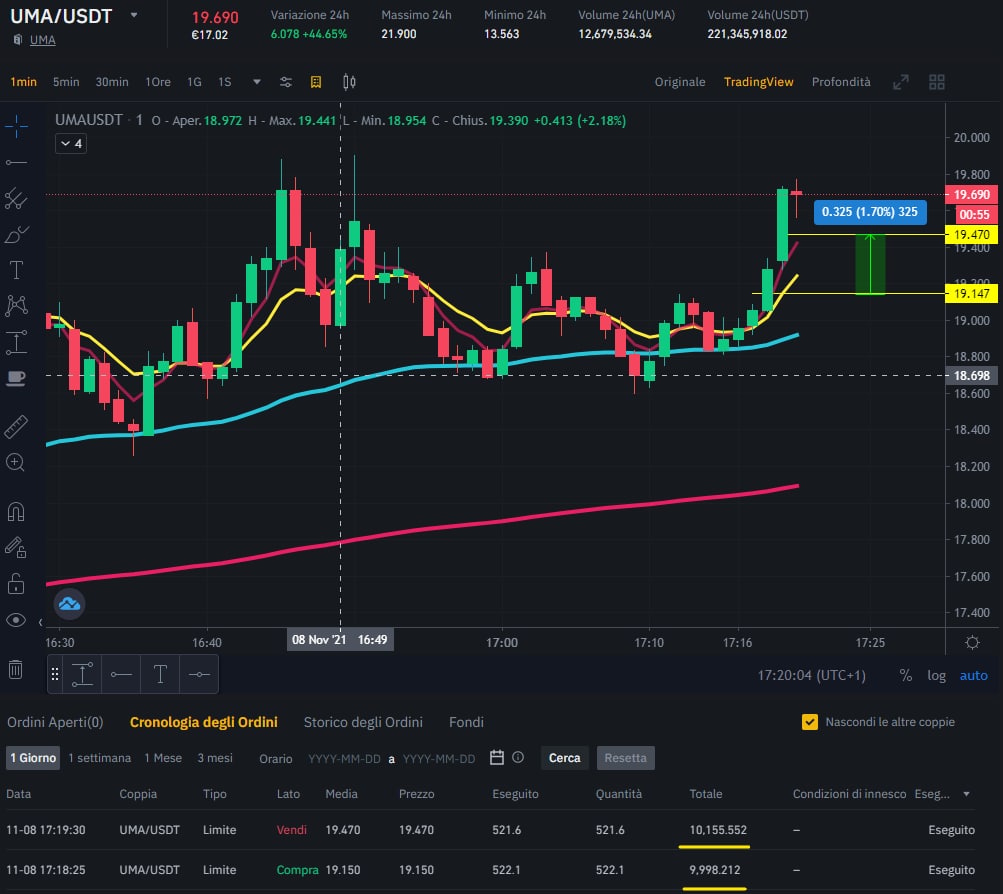 UMA/USDT 19.690 Variazione 24h Massimo 24h Minimo 24h Volume 24h(UMA) Volume 24h(USDT)
UMA €17.02 6.078 +44.65% 21.900 13.563 12,679,534.34 221,345,918.02
1min 5min 30min 1Ore 1G 1S Originale TradingView Profondità
UMAUSDT · 1 O - Aper.18.972 H - Max.19.441 L - Min.18.954 C - Chius.19.390 +0.413 (+2.18%)
4
20.000
19.800
19.690
0.325 (1.70%) 325
00:55
19.470
19.400
19.200
19.147
19.000
18.800
18.698
18.600
18.400
18.200
18.000
17.800
17.600
17.400
16:30 16:40 08 Nov '21 16:49 17:00 17:10 17:16 17:25
17:20:04 (UTC+1) % log auto
Ordini Aperti(0) Cronologia degli Ordini Storico degli Ordini Fondi Nascondi le altre coppie
1 Giorno 1 settimana 1 Mese 3 mesi Orario YYYY-MM-DD a YYYY-MM-DD Cerca Resetta
Data Coppia Tipo Lato Media Prezzo Eseguito Quantità Totale Condizioni di innesco Eseg...
11-08 17:19:30 UMA/USDT Limite Vendi 19.470 19.470 521.6 521.6 10,155.552 – Eseguito
11-08 17:18:25 UMA/USDT Limite Compra 19.150 19.150 522.1 522.1 9,998.212 – Eseguito